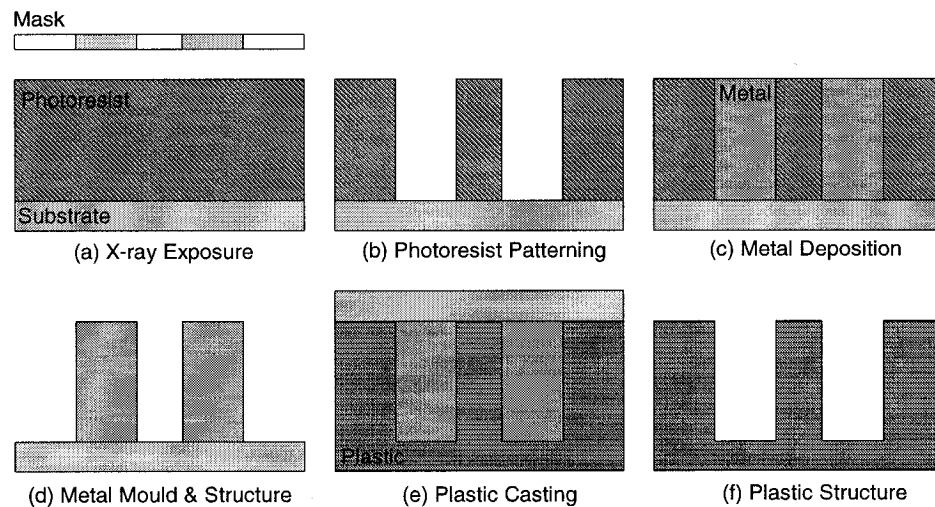 Mask
Photoresist
Metal
Substrate
(a) X-ray Exposure
(b) Photoresist Patterning
(c) Metal Deposition
Plastic
(d) Metal Mould & Structure
(e) Plastic Casting
(f) Plastic Structure